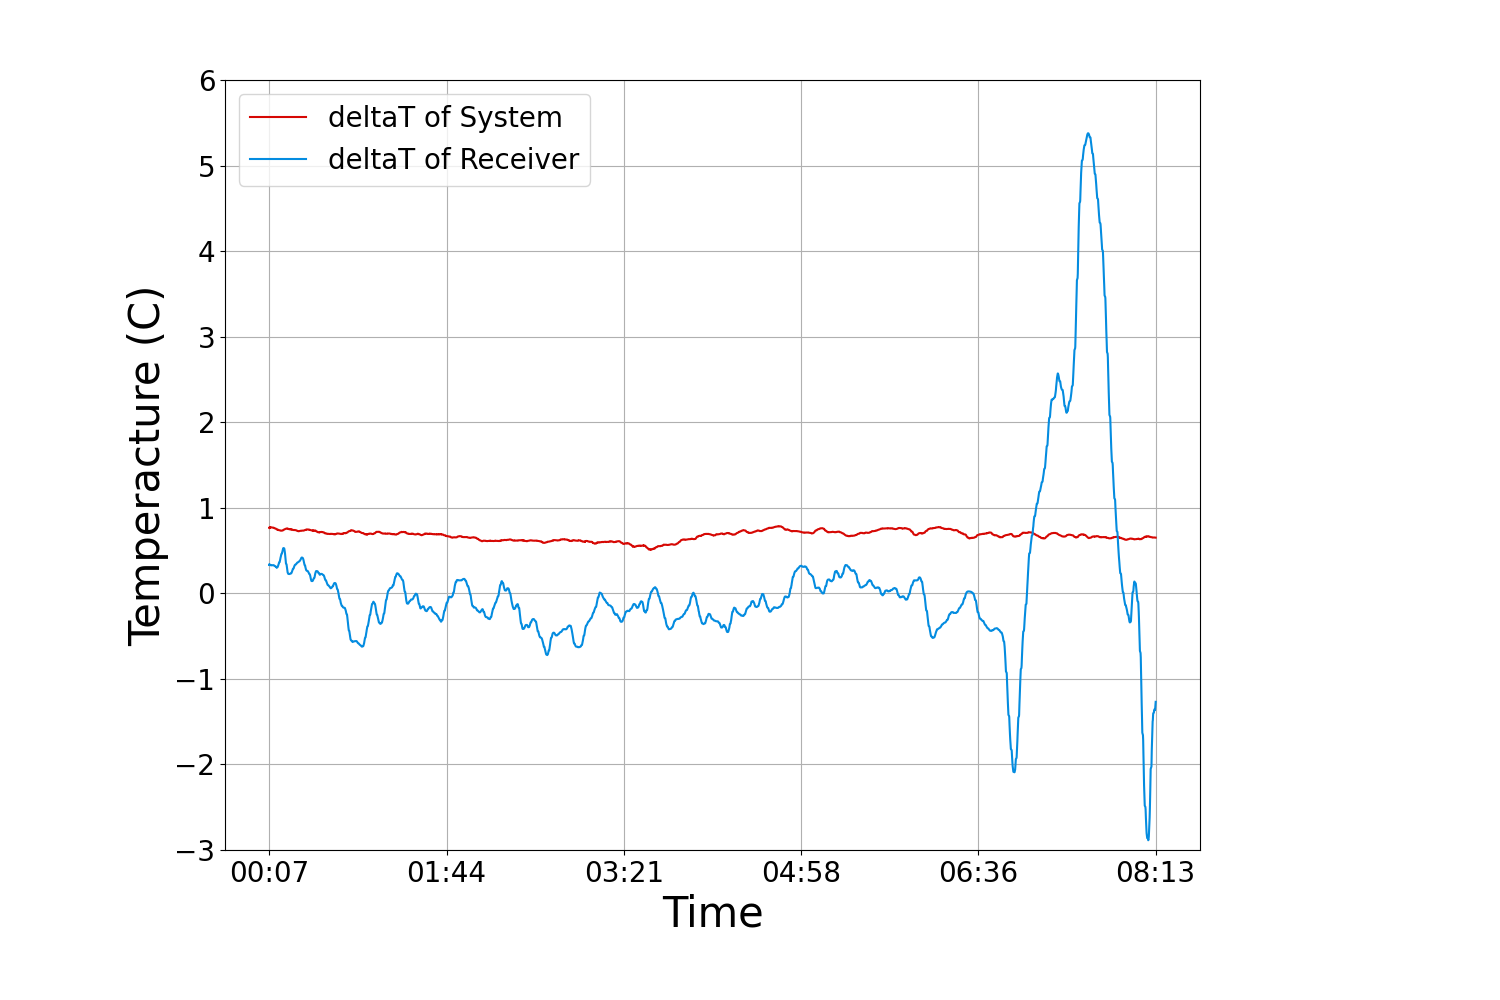 deltaT of System
deltaT of Receiver
6
5
4
3
2
1
0
−1
−2
−3
Temperacture (C)
00:07 01:44 03:21 04:58 06:36 08:13
Time